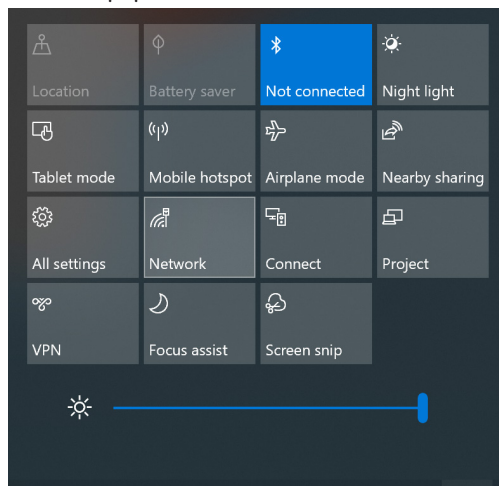 Location
Battery saver
Not connected
Night light
Tablet mode
Mobile hotspot
Airplane mode
Nearby sharing
All settings
Network
Connect
Project
VPN
Focus assist
Screen snip